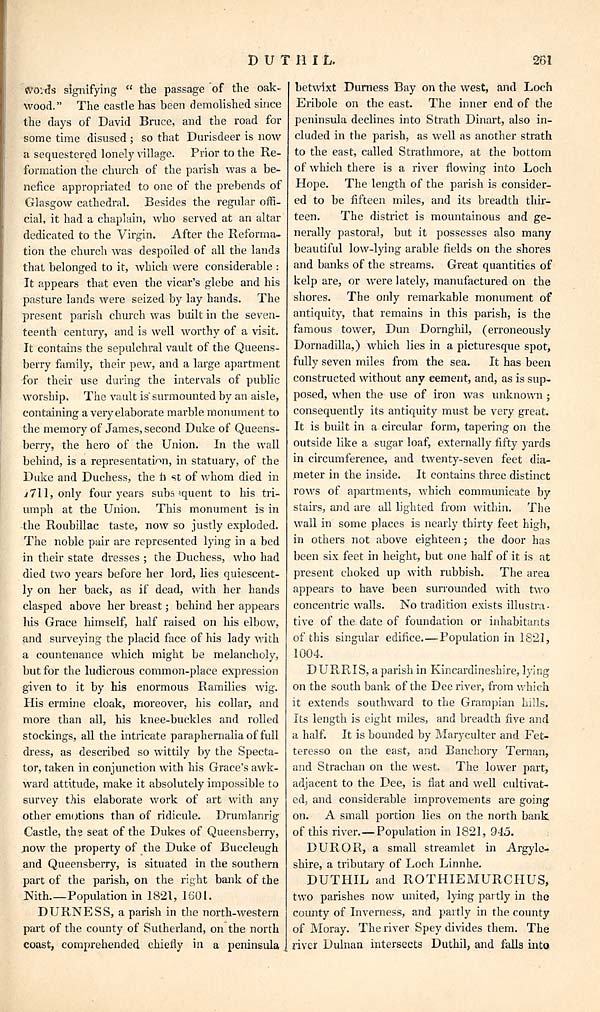 DUTHIL. 261
words signifying “ the passage of the oak-
wood.” The castle has been demolished since
the days of David Bruce, and the road for
some time disused ; so that Durisdeer is now
a sequestered lonely village. Prior to the Re-
formation the church of the parish was a be-
nefice appropriated to one of the prebends of
Glasgow cathedral. Besides the regular offi-
cial, it had a chaplain, who served at an altar
dedicated to the Virgin. After the Reforma-
tion the church was despoiled of all the lands
that belonged to it, which were considerable :
It appears that even the vicar's glebe and his
pasture lands were seized by lay hands. The
present parish church was built in the seven-
teenth century, and is well worthy of a visit.
It contains the sepulchral vault of the Queens-
berry family, their pew, and a large apartment
for their use during the intervals of public
worship. The vault is surmounted by an aisle,
containing a very elaborate marble monument to
the memory of James, second Duke of Queens-
berry, the hero of the Union. In the wall
behind, is a representation, in statuary, of the
Duke and Duchess, the fi st of whom died in
1711, only four years subs quent to his tri-
umph at the Union. This monument is in
the Roubillac taste, now so justly exploded.
The noble pair are represented lying in a bed
in their state dresses ; the Duchess, who had
died two years before her lord, lies quiescent-
ly on her back, as if dead, with her hands
clasped above her breast ; behind her appears
his Grace himself, half raised on his elbow,
and surveying the placid face of his lady with
a countenance which might be melancholy,
but for the ludicrous common-place expression
given to it by his enormous Ramilies wig.
His ermine cloak, moreover, his collar, and
more than all, his knee-buckles and rolled
stockings, all the intricate paraphernalia of full
dress, as described so wittily by the Specta-
tor, taken in conjunction with his Grace's awk-
ward attitude, make it absolutely impossible to
survey this elaborate work of art with any
other emotions than of ridicule. Drumlanrig
Castle, the seat of the Dukes of Queensberry,
now the property of the Duke of Buccleugh
and Queensberry, is situated in the southern
part of the parish, on the right bank of the
Nith.—Population in 1821, 1601.
DURNESS, a parish in the north-western
part of the county of Sutherland, on the north
coast, comprehended chiefly in a peninsula
betwixt Durness Bay on the west, and Loch
Eribole on the east. The inner end of the
peninsula declines into Strath Dinart, also in-
cluded in the parish, as well as another strath
to the east, called Strathmore, at the bottom
of which there is a river flowing into Loch
Hope. The length of the parish is consider-
ed to be fifteen miles, and its breadth thir-
teen. The district is mountainous and ge-
nerally pastoral, but it possesses also many
beautiful low-lying arable fields on the shores
and banks of the streams. Great quantities of
kelp are, or were lately, manufactured on the
shores. The only remarkable monument of
antiquity, that remains in this parish, is the
famous tower, Dun Dornghil, (erroneously
Dornadilla,) which lies in a picturesque spot,
fully seven miles from the sea. It has been
constructed without any cement, and, as is sup-
posed, when the use of iron was unknown ;
consequently its antiquity must be very great.
It is built in a circular form, tapering on the
outside like a sugar loaf, externally fifty yards
in circumference, and twenty-seven feet dia-
meter in the inside. It contains three distinct
rows of apartments, which communicate by
stairs, and are all lighted from within. The
wall in some places is nearly thirty feet high,
in others not above eighteen ; the door has
been six feet in height, but one half of it is at
present choked up with rubbish. The area
appears to have been surrounded with two
concentric walls. No tradition exists illustra-
tive of the date of foundation or inhabitants
of this singular edifice.—Population in 1821,
1004.
DURRIS, a parish in Kincardineshire, lying
on the south bank of the Dee river, from which
it extends southward to the Grampian hills.
Its length is eight miles, and breadth five and
a half. It is bounded by Maryculter and Fet-
teresso on the east, and Banchory Ternan,
and Strachan on the west. The lower part,
adjacent to the Dee, is flat and well cultivat-
ed, and considerable improvements are going
on. A small portion lies on the north bank
of this river.—Population in 1821, 945.
DUROR, a small streamlet in Argyle-
shire, a tributary of Loch Linnhe.
DUTHIL and ROTHIEMURCHUS,
two parishes now united, lying partly in the
county of Inverness, and partly in the county
of Moray. The river Spey divides them. The
river Dulnan intersects Duthil, and falls into